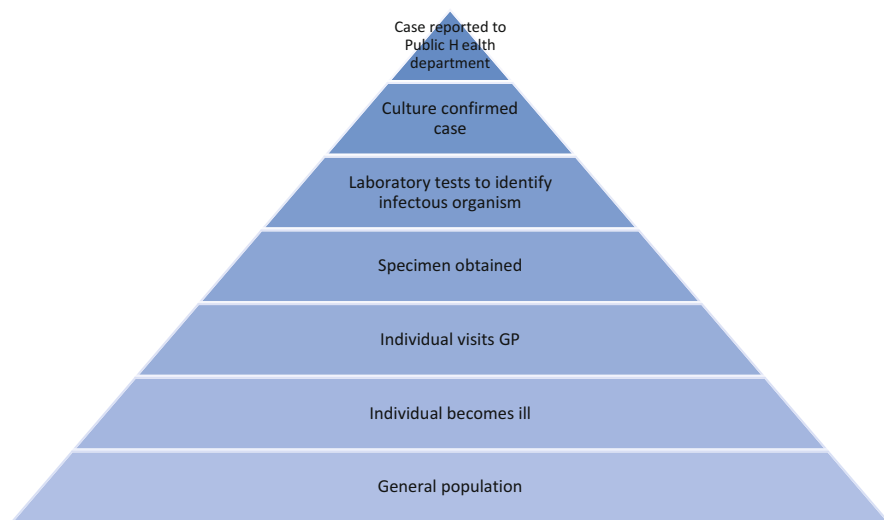 Case reported to
Public H ealth
department
Culture confirmed
case
Laboratory tests to identify
infectous organism
Specimen obtained
Individual visits GP
Individual becomes ill
General population